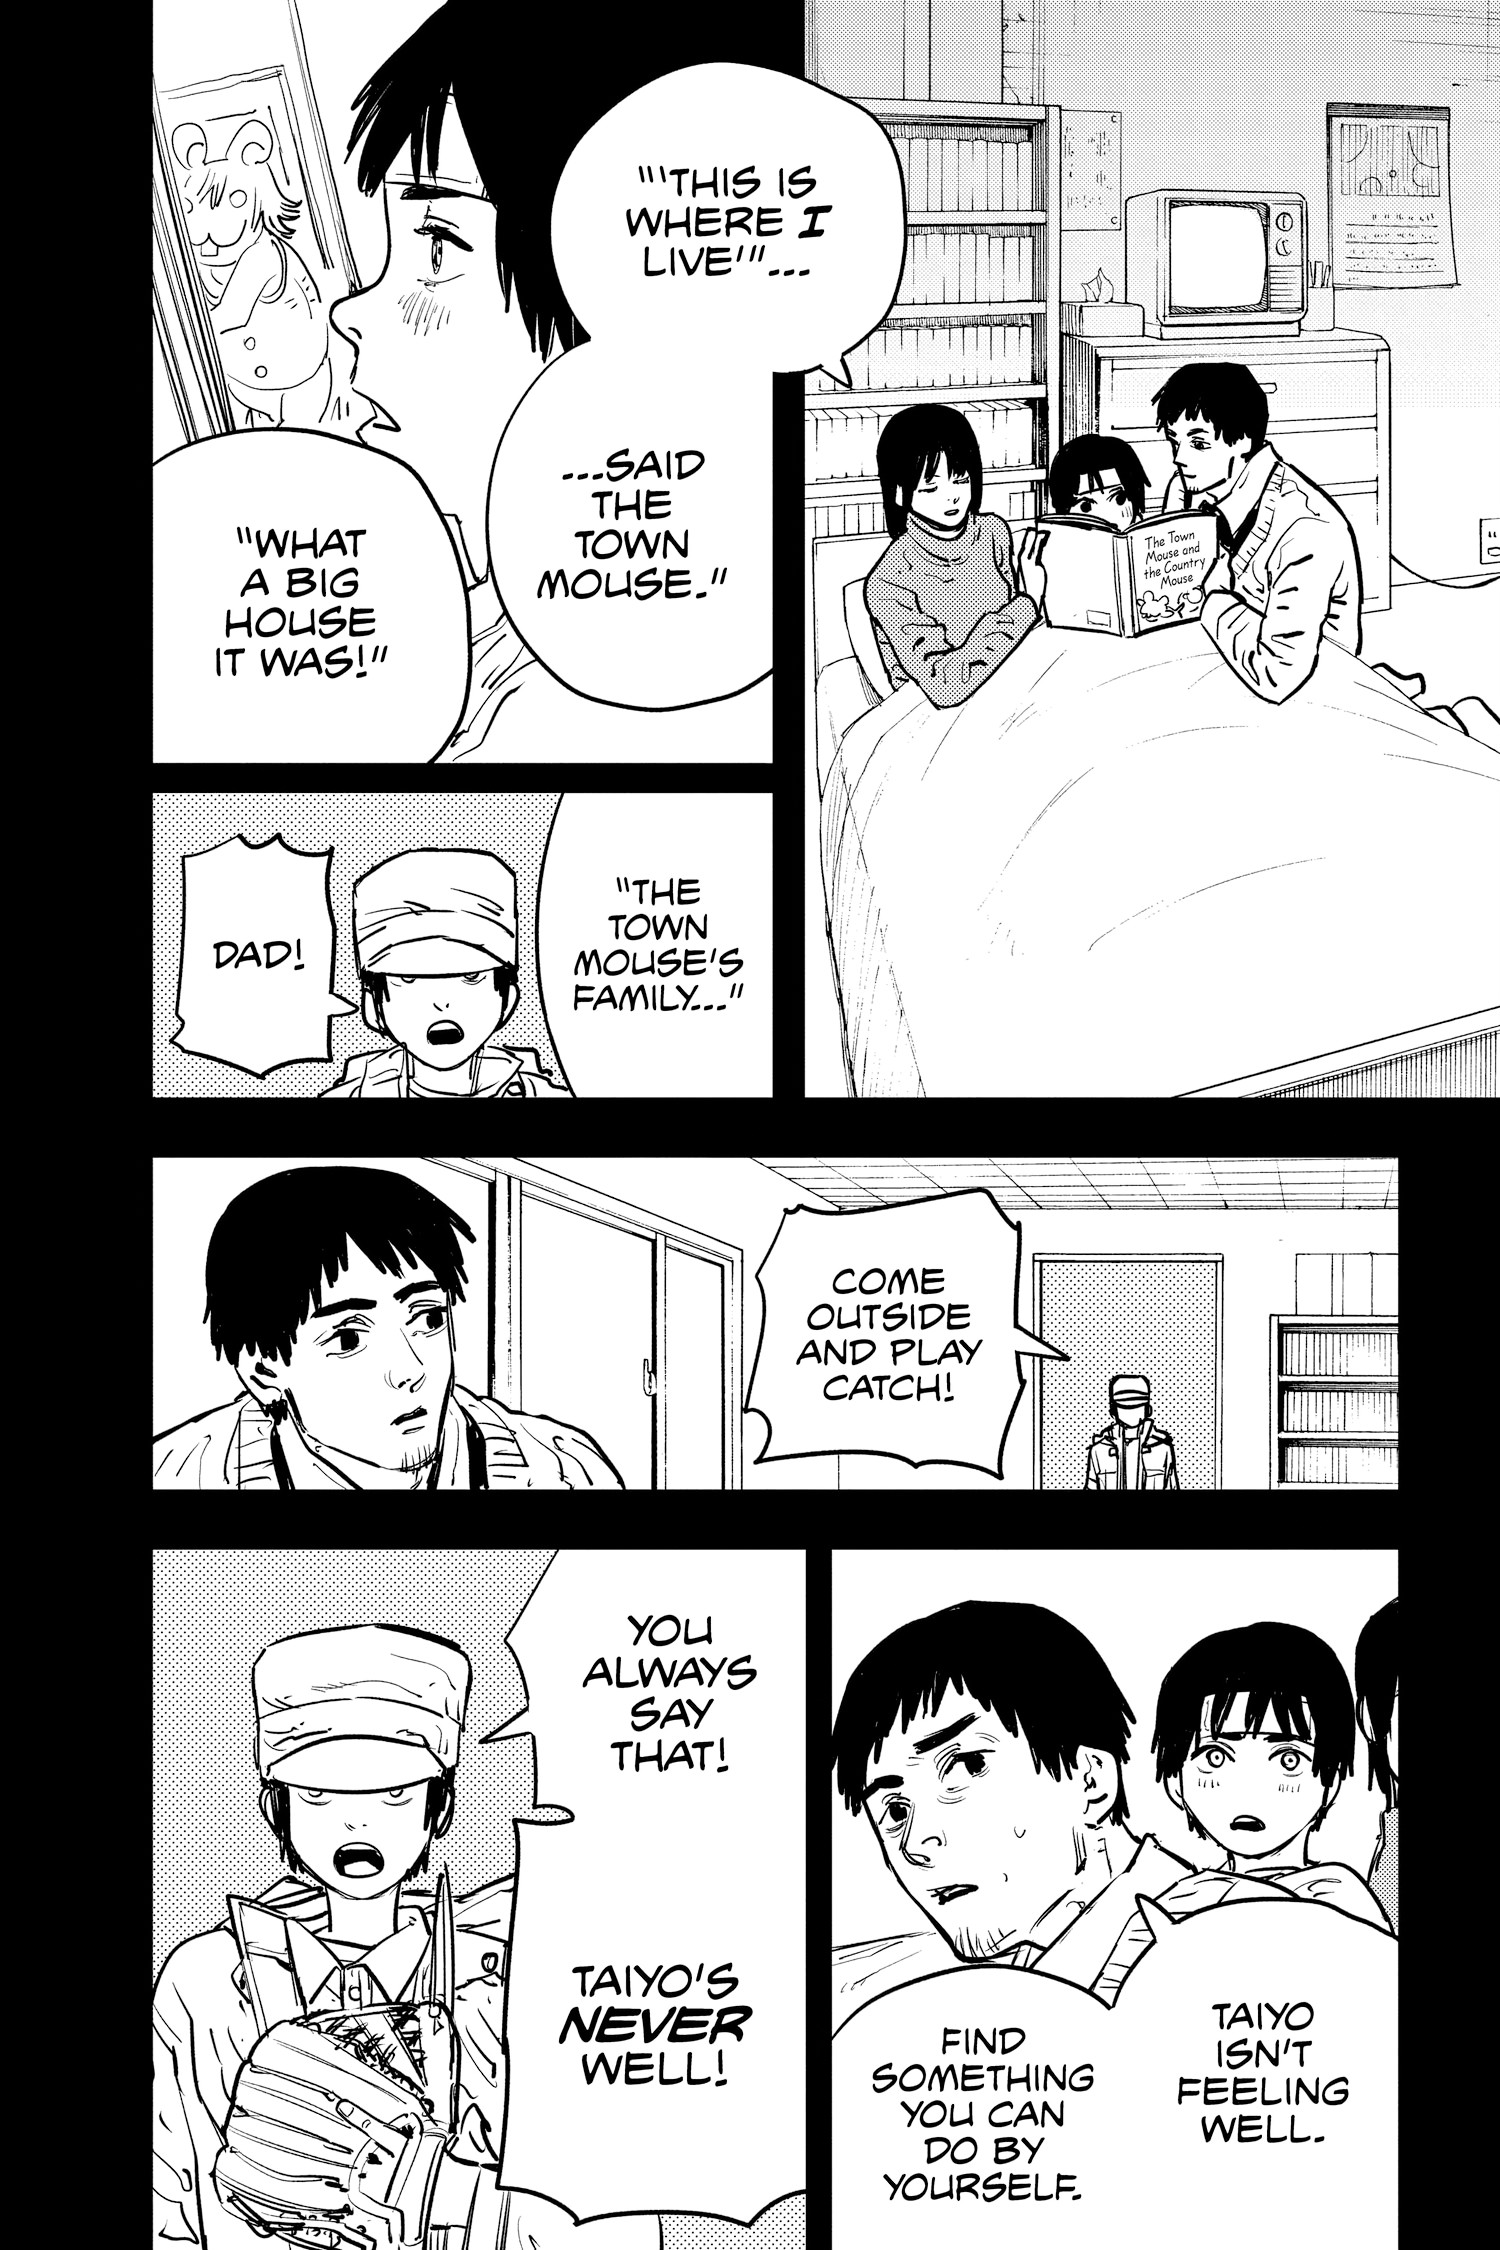 "'THIS IS
WHERE I
LIVE'"...
The Town
Mouse and
the Country
Mouse
...SAID
THE
TOWN
MOUSE."
"WHAT
A BIG
HOUSE
IT WAS!"
"THE
TOWN
MOUSE'S
FAMILY..."
DAD!
COME
OUTSIDE
AND PLAY
CATCH!
TAIYO
ISN'T
FEELING
WELL.
FIND
SOMETHING
YOU CAN
DO BY
YOURSELF.
YOU
ALWAYS
SAY
THAT!
TAIYO'S
NEVER
WELL!